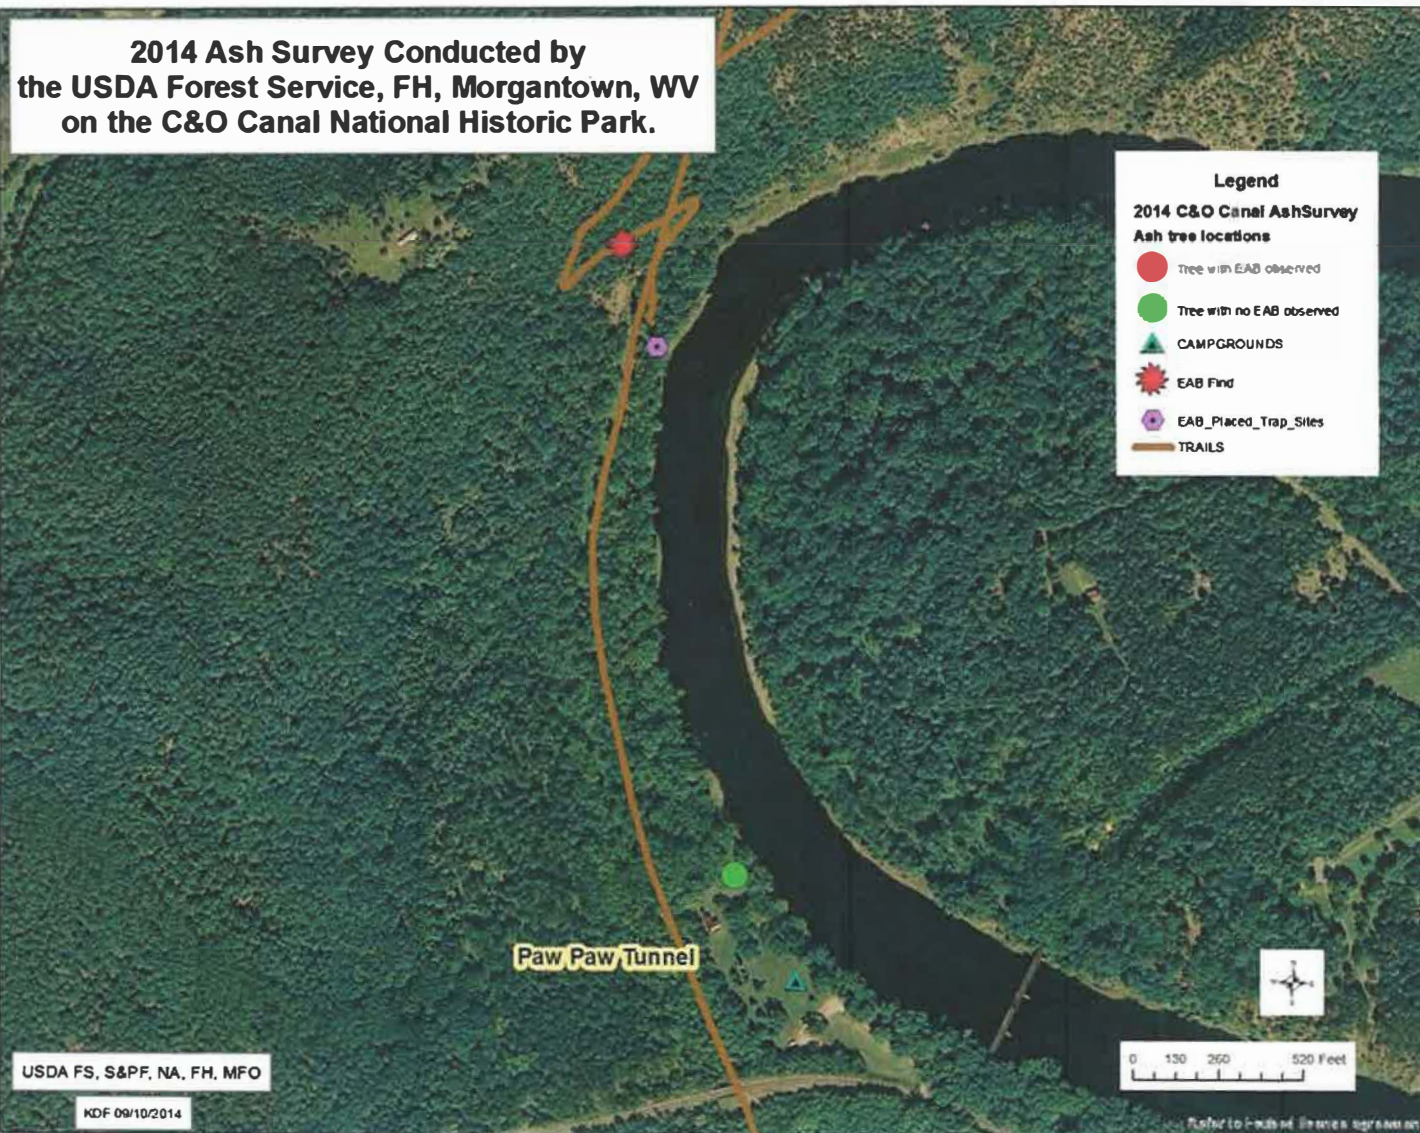 2014 Ash Survey Conducted by
the USDA Forest Service, FH, Morgantown, WV
on the C&O Canal National Historic Park.
Legend
2014 C&O Canal AshSurvey
Ash tree locations
Tree with EAB observed
Tree with no EAB observed
CAMPGROUNDS
EAB Find
EAB_Placed_Trap_Sites
TRAILS
Paw Paw Tunnel
0 130 260 520 Feet
USDA FS, S&PF, NA, FH, MFO
KDF 09/10/2014